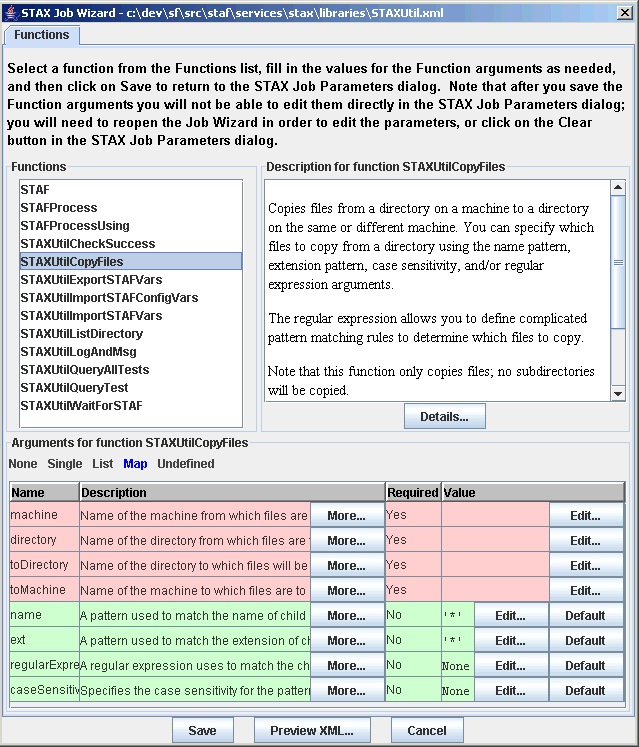 STAX Job Wizard - c:\dev\sf\src\staf\services\stax\libraries\STAXUtil.xml
Functions
Select a function from the Functions list, fill in the values for the Function arguments as needed,
and then click on Save to return to the STAX Job Parameters dialog. Note that after you save the
Function arguments you will not be able to edit them directly in the STAX Job Parameters dialog;
you will need to reopen the Job Wizard in order to edit the parameters, or click on the Clear
button in the STAX Job Parameters dialog.
Functions
STAF
STAFProcess
STAFProcessUsing
STAXUtilCheckSuccess
STAXUtilCopyFiles
STAXUtilExportSTAFVars
STAXUtilImportSTAFConfigVars
STAXUtilImportSTAFVars
STAXUtilListDirectory
STAXUtilLogAndMsg
STAXUtilQueryAllTests
STAXUtilQueryTest
STAXUtilWaitForSTAF
Description for function STAXUtilCopyFiles
Copies files from a directory on a machine to a directory
on the same or different machine. You can specify which
files to copy from a directory using the name pattern,
extension pattern, case sensitivity, and/or regular
expression arguments.
The regular expression allows you to define complicated
pattern matching rules to determine which files to copy.
Note that this function only copies files; no subdirectories
will be copied.
Details...
Arguments for function STAXUtilCopyFiles
None Single List Map Undefined
Name Description Required Value
machine Name of the machine from which files are More... Yes Edit...
directory Name of the directory from which files are More... Yes Edit...
toDirectory Name of the directory to which files will be More... Yes Edit...
toMachine Name of the machine to which files are to More... Yes Edit...
name A pattern used to match the name of child More... No '*' Edit... Default
ext A pattern used to match the extension of ch More... No '*' Edit... Default
regularExpre A regular expression uses to match the ch More... No None Edit... Default
caseSensitiv Specifies the case sensitivity for the pattern More... No None Edit... Default
Save Preview XML... Cancel